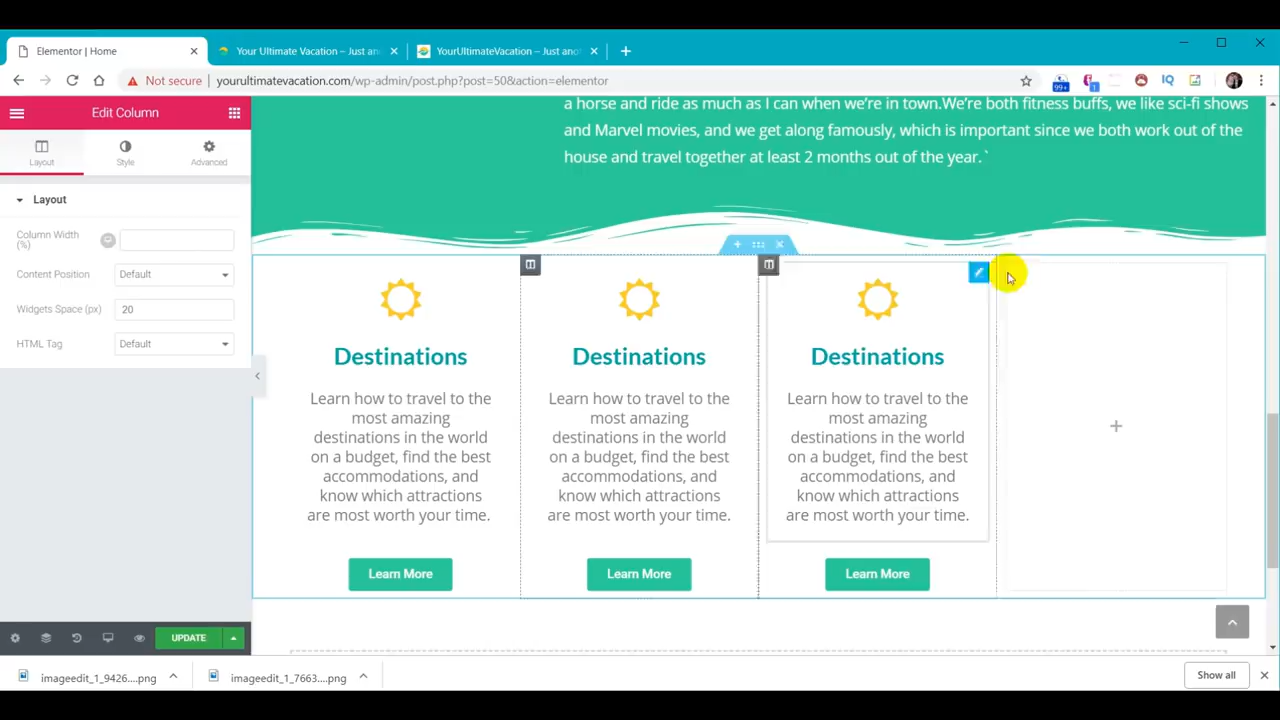 Elementor | Home
Your Ultimate Vacation – Just an
YourUltimateVacation – Just ano
Not secure
yourultimatevacation.com/wp-admin/post.php?post=50&action=elementor
99+
1
IQ
Edit Column
Layout
Style
Advanced
Layout
Column Width (%)
Content Position
Default
Widgets Space (px)
20
HTML Tag
Default
UPDATE
a horse and ride as much as I can when we're in town.We're both fitness buffs, we like sci-fi shows
and Marvel movies, and we get along famously, which is important since we both work out of the
house and travel together at least 2 months out of the year.`
Destinations
Learn how to travel to the
most amazing
destinations in the world
on a budget, find the best
accommodations, and
know which attractions
are most worth your time.
Learn More
Destinations
Learn how to travel to the
most amazing
destinations in the world
on a budget, find the best
accommodations, and
know which attractions
are most worth your time.
Learn More
Destinations
Learn how to travel to the
most amazing
destinations in the world
on a budget, find the best
accommodations, and
know which attractions
are most worth your time.
Learn More
imageedit_1_9426....png
imageedit_1_7663....png
Show all